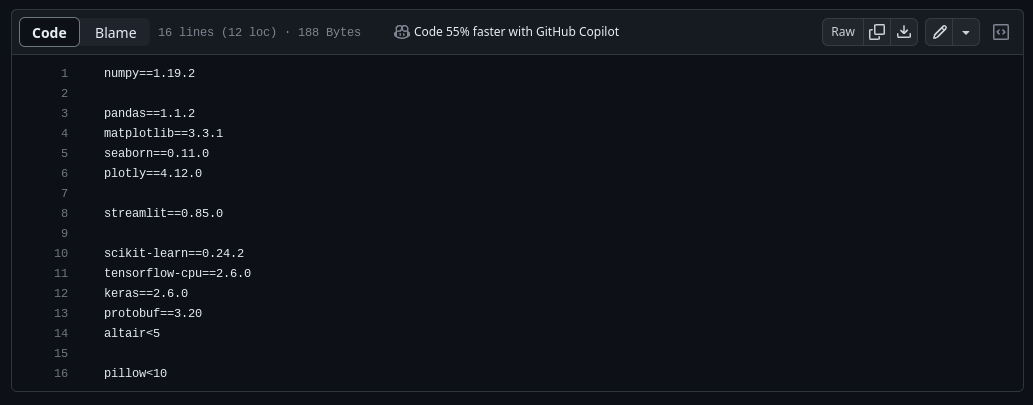 Code Blame 16 lines (12 loc) · 188 Bytes Code 55% faster with GitHub Copilot Raw
1 numpy==1.19.2
2
3 pandas==1.1.2
4 matplotlib==3.3.1
5 seaborn==0.11.0
6 plotly==4.12.0
7
8 streamlit==0.85.0
9
10 scikit-learn==0.24.2
11 tensorflow-cpu==2.6.0
12 keras==2.6.0
13 protobuf==3.20
14 altair<5
15
16 pillow<10